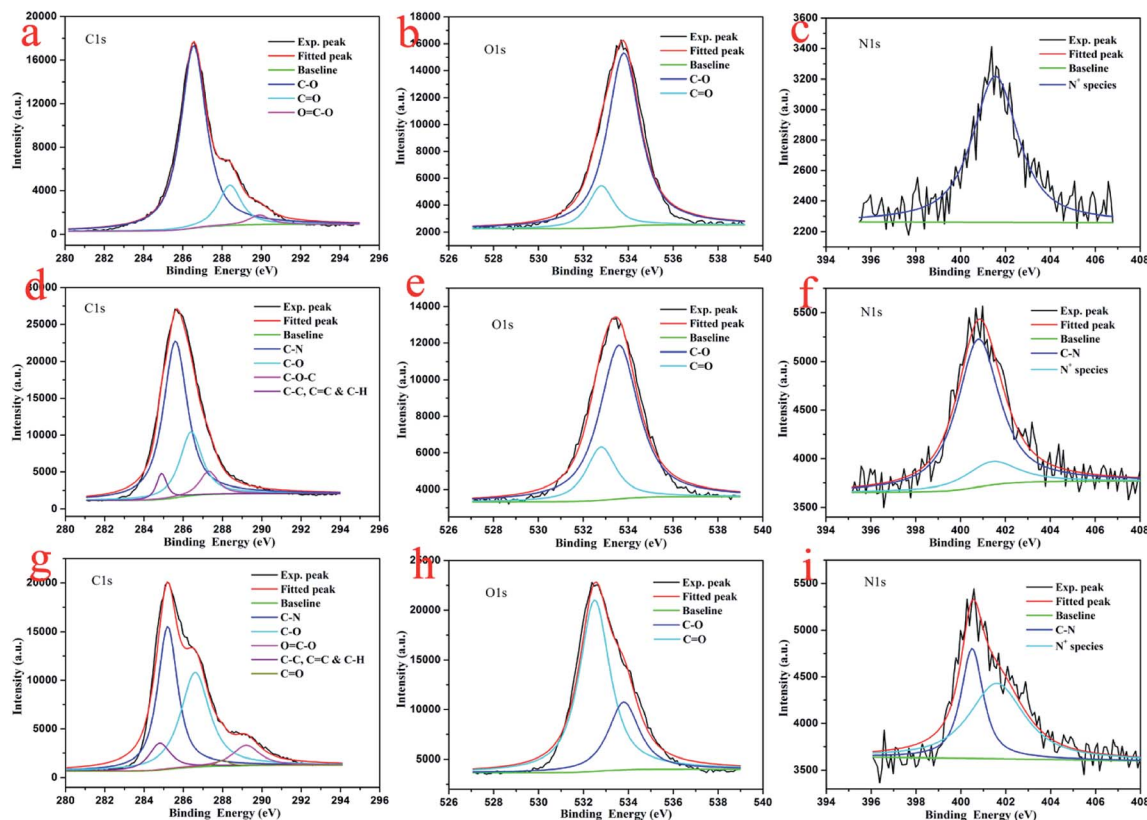 a
C1s
Exp. peak
Fitted peak
Baseline
C-O
C=O
O=C-O
20000
16000
12000
8000
4000
0
Intensity (a.u.)
280 282 284 286 288 290 292 294 296
Binding Energy (eV)
b
O1s
Exp. peak
Fitted peak
Baseline
C-O
C=O
18000
16000
14000
12000
10000
8000
6000
4000
2000
Intensity (a.u.)
526 528 530 532 534 536 538 540
Binding Energy (eV)
c
N1s
Exp. peak
Fitted peak
Baseline
N⁺ species
3600
3400
3200
3000
2800
2600
2400
2200
Intensity (a.u.)
394 396 398 400 402 404 406 408
Binding Energy (eV)
d
C1s
Exp. peak
Fitted peak
Baseline
C-N
C-O
C-O-C
C-C, C=C & C-H
30000
25000
20000
15000
10000
5000
0
Intensity (a.u.)
280 282 284 286 288 290 292 294 296
Binding Energy (eV)
e
O1s
Exp. peak
Fitted peak
Baseline
C-O
C=O
14000
12000
10000
8000
6000
4000
Intensity (a.u.)
526 528 530 532 534 536 538 540
Binding Energy (eV)
f
N1s
Exp. peak
Fitted peak
Baseline
C-N
N⁺ species
5500
5000
4500
4000
3500
Intensity (a.u.)
394 396 398 400 402 404 406 408
Binding Energy (eV)
g
C1s
Exp. peak
Fitted peak
Baseline
C-N
C-O
O=C-O
C-C, C=C & C-H
C=O
20000
15000
10000
5000
0
Intensity (a.u.)
280 282 284 286 288 290 292 294 296
Binding Energy (eV)
h
O1s
Exp. peak
Fitted peak
Baseline
C-O
C=O
25000
20000
15000
10000
5000
Intensity (a.u.)
526 528 530 532 534 536 538 540
Binding Energy (eV)
i
N1s
Exp. peak
Fitted peak
Baseline
C-N
N⁺ species
5500
5000
4500
4000
3500
Intensity (a.u.)
394 396 398 400 402 404 406 408
Binding Energy (eV)